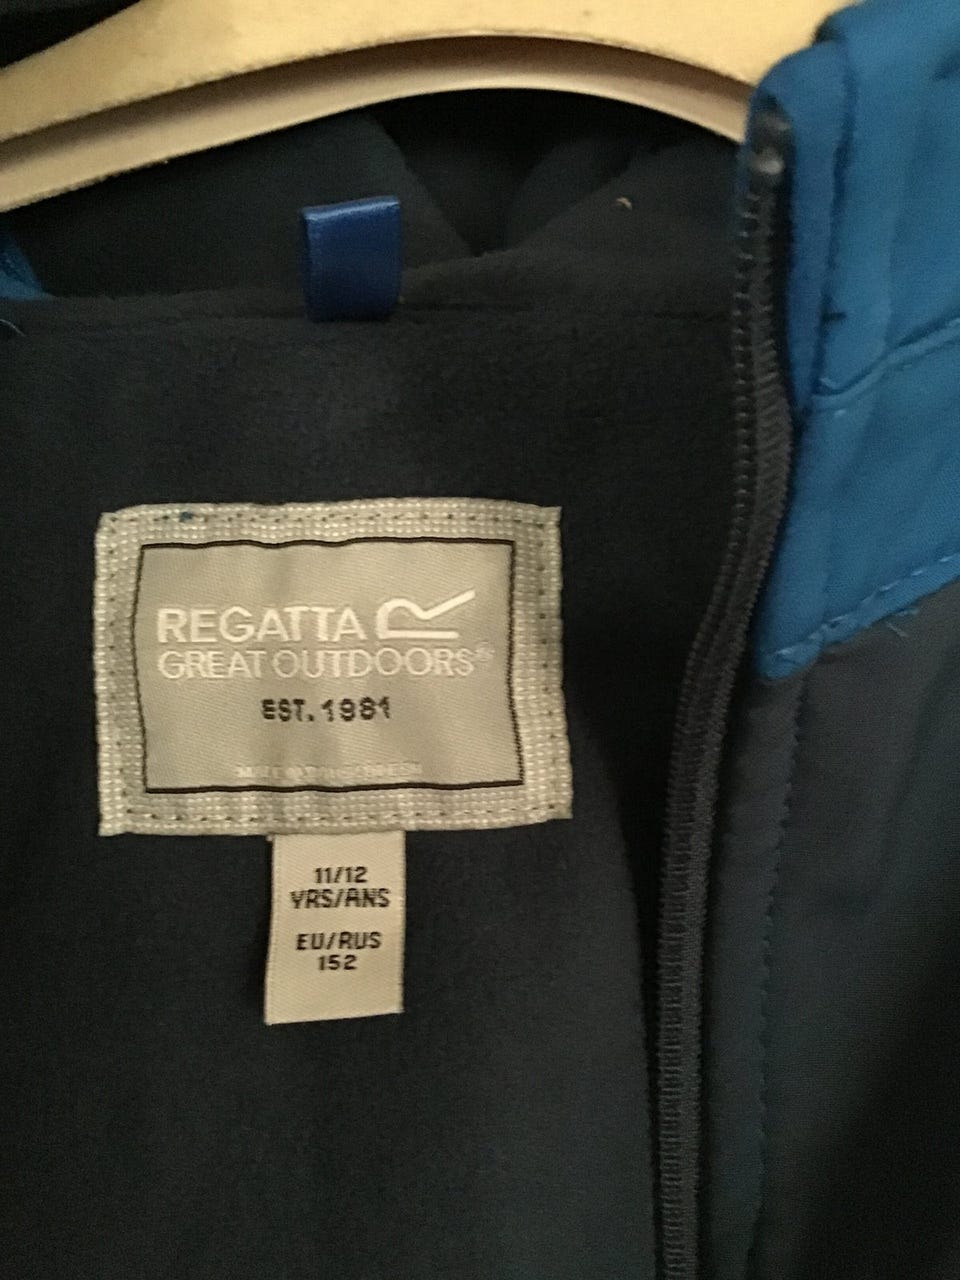 REGATTA
GREAT OUTDOORS®
EST. 1981
11/12
YRS/ANS
EU/RUS
152